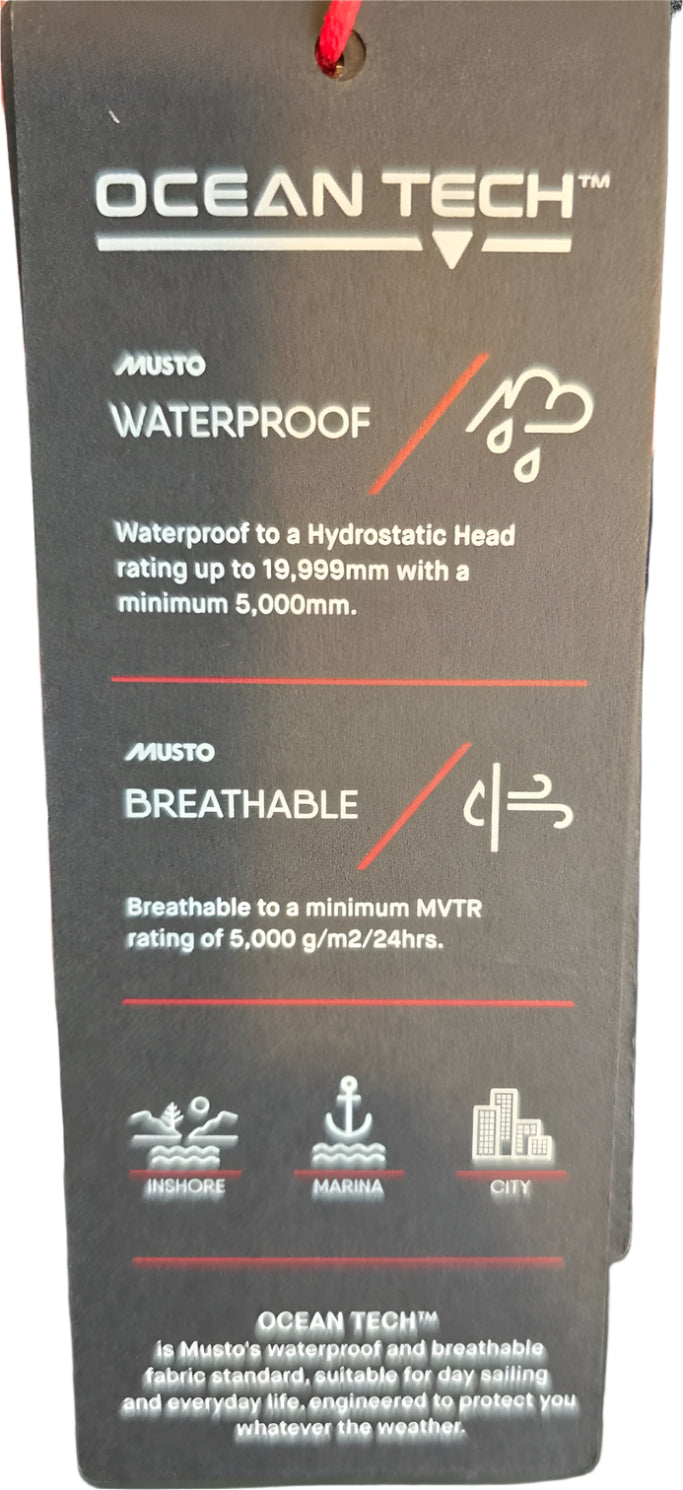 OCEAN TECH™
MUSTO
WATERPROOF
Waterproof to a Hydrostatic Head
rating up to 19,999mm with a
minimum 5,000mm.
MUSTO
BREATHABLE
Breathable to a minimum MVTR
rating of 5,000 g/m2/24hrs.
INSHORE MARINA CITY
OCEAN TECH™
is Musto's waterproof and breathable
fabric standard, suitable for day sailing
and everyday life, engineered to protect you
whatever the weather.